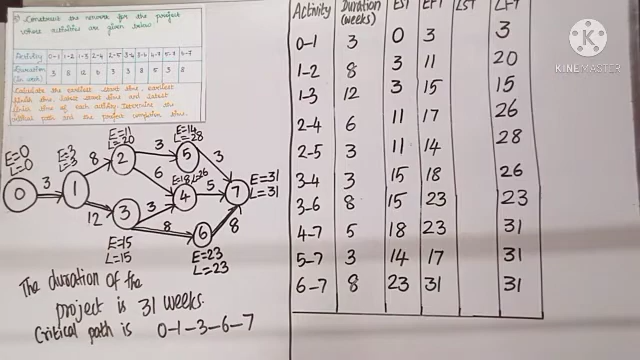 Construct the network for the project
whose activities are given below
Activity 0-1 1-2 1-3 2-4 2-5 3-4 3-6 4-7 5-7 6-7
Duration 3 8 12 6 3 3 8 5 3 8
(in week)
Calculate the earliest start time, earliest
finish time, latest start time and latest
finish time of each activity. Determine the
critical path and the project completion time.
E=0
L=0
0
3
E=3
L=3
1
8
12
E=11
L=20
2
3
6
E=14
L=28
5
3
E=18 L=26
4
5
E=31
L=31
7
3
3
8
E=15
L=15
6
8
E=23
L=23
The duration of the
project is 31 weeks.
Critical path is 0-1-3-6-7
Activity Duration (weeks) EST EFT LST LFT
0-1 3 0 3 3
1-2 8 3 11 20
1-3 12 3 15 15
2-4 6 11 17 26
2-5 3 11 14 28
3-4 3 15 18 26
3-6 8 15 23 23
4-7 5 18 23 31
5-7 3 14 17 31
6-7 8 23 31 31
KINEMASTER